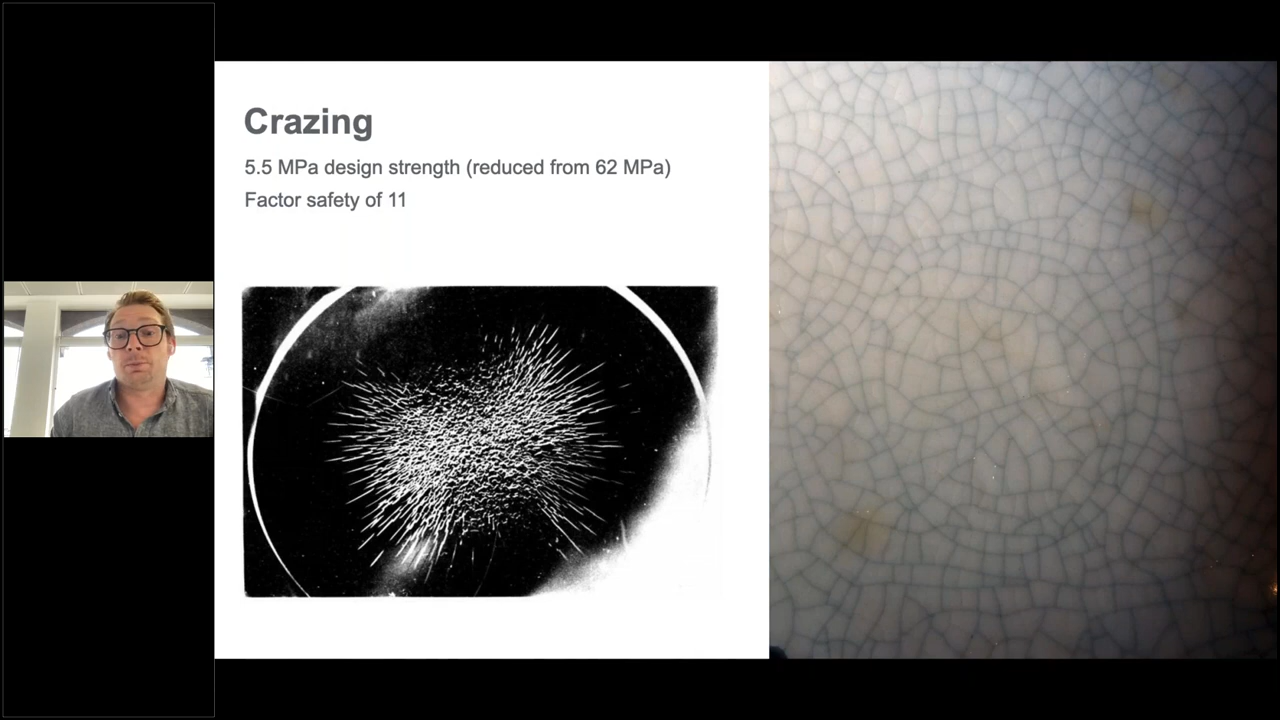 Crazing
5.5 MPa design strength (reduced from 62 MPa)
Factor safety of 11